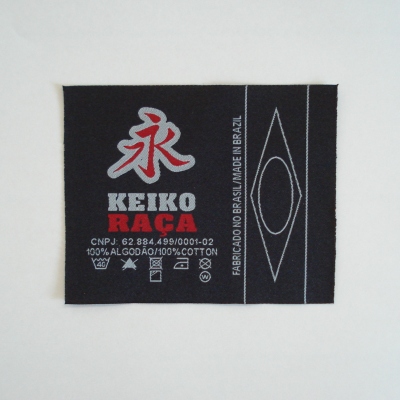 永
KEIKO
RAÇA
CNPJ: 62.884.499/0001-02
100%ALGODÃO/100%COTTON
40
W
FABRICADO NO BRASIL/MADE IN BRAZIL